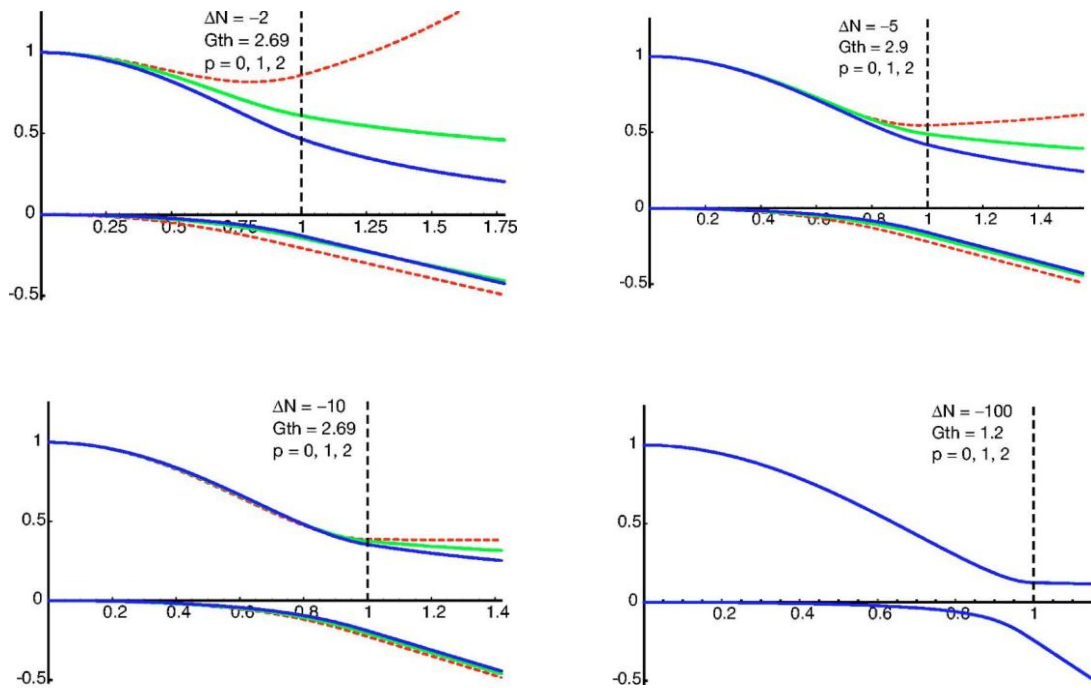 ΔN = −2
Gth = 2.69
p = 0, 1, 2
1
0.5
0
0.25 0.5 0.75 1 1.25 1.5 1.75
-0.5
ΔN = −5
Gth = 2.9
p = 0, 1, 2
1
0.5
0
0.2 0.4 0.6 0.8 1 1.2 1.4
-0.5
ΔN = −10
Gth = 2.69
p = 0, 1, 2
1
0.5
0
0.2 0.4 0.6 0.8 1 1.2 1.4
-0.5
ΔN = −100
Gth = 1.2
p = 0, 1, 2
1
0.5
0
0.2 0.4 0.6 0.8 1
-0.5